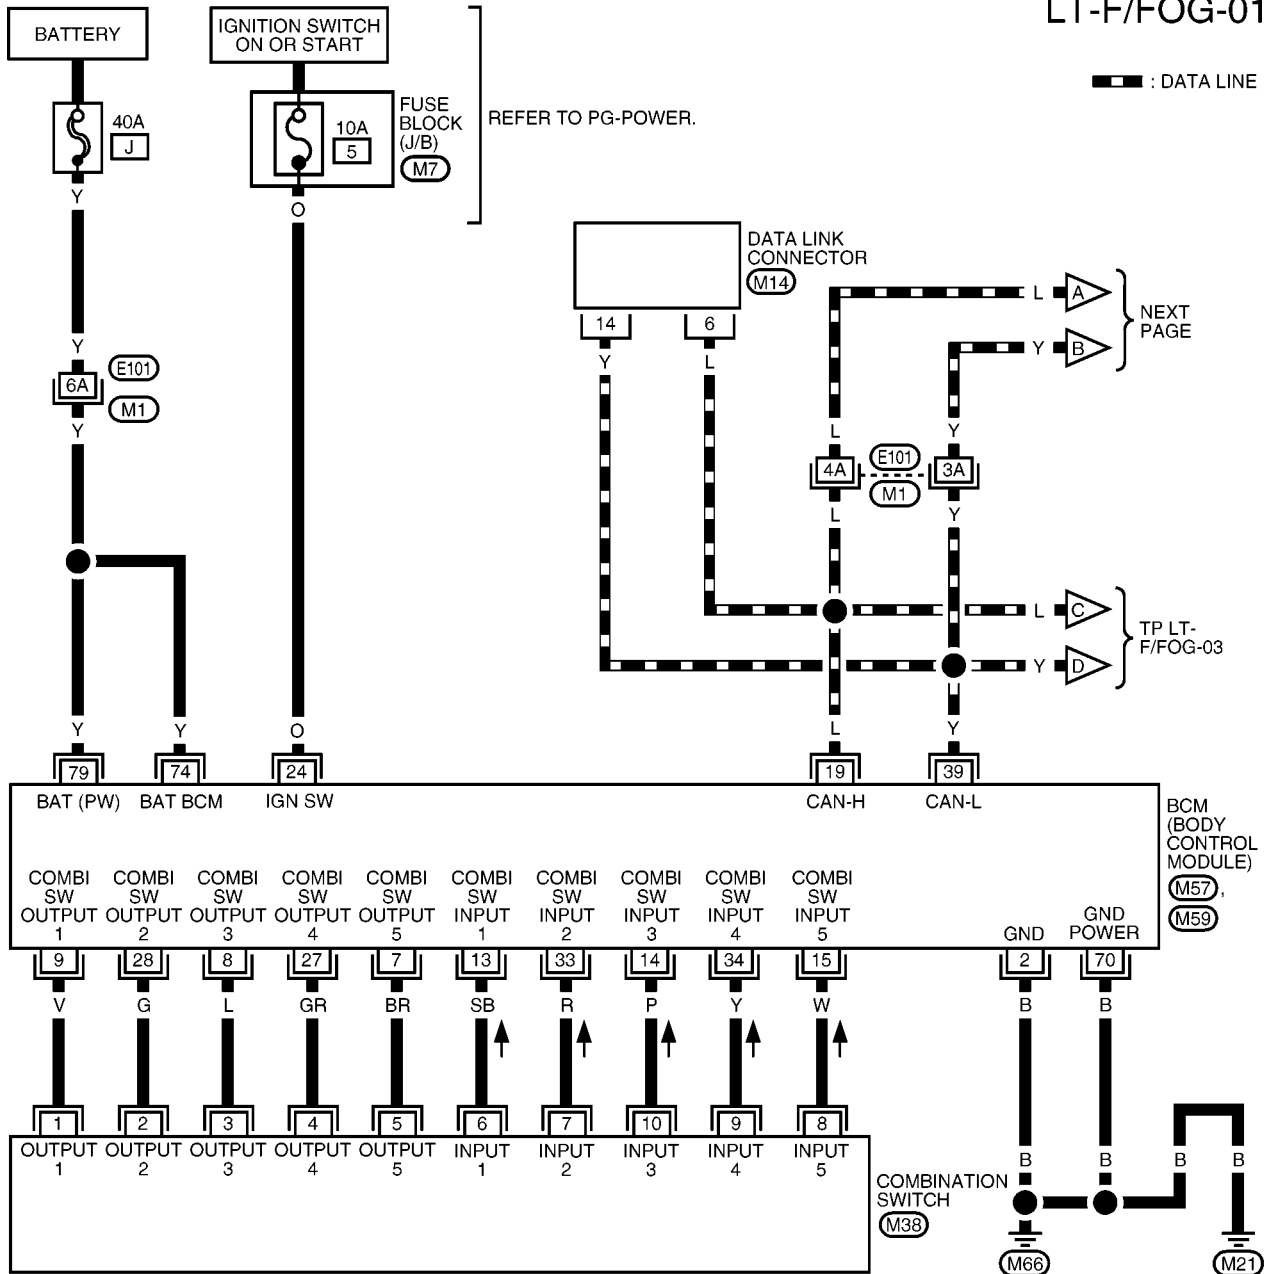 LT-F/FOG-01
BATTERY
IGNITION SWITCH
ON OR START
: DATA LINE
40A
J
10A
5
FUSE
BLOCK
(J/B)
M7
REFER TO PG-POWER.
Y
O
DATA LINK
CONNECTOR
M14
14
6
Y
L
L
A
Y
B
NEXT
PAGE
Y
6A
E101
M1
Y
L
Y
4A
E101
M1
3A
L
Y
L
C
Y
D
TP LT-
F/FOG-03
Y
Y
O
L
Y
79
74
24
19
39
BAT (PW)
BAT BCM
IGN SW
CAN-H
CAN-L
BCM
(BODY
CONTROL
MODULE)
M57 ,
M59
COMBI
SW
OUTPUT
1
COMBI
SW
OUTPUT
2
COMBI
SW
OUTPUT
3
COMBI
SW
OUTPUT
4
COMBI
SW
OUTPUT
5
COMBI
SW
INPUT
1
COMBI
SW
INPUT
2
COMBI
SW
INPUT
3
COMBI
SW
INPUT
4
COMBI
SW
INPUT
5
GND
GND
POWER
9
28
8
27
7
13
33
14
34
15
2
70
V
G
L
GR
BR
SB
R
P
Y
W
B
B
1
2
3
4
5
6
7
10
9
8
OUTPUT
1
OUTPUT
2
OUTPUT
3
OUTPUT
4
OUTPUT
5
INPUT
1
INPUT
2
INPUT
3
INPUT
4
INPUT
5
COMBINATION
SWITCH
M38
B
B
B
B
M66
M21